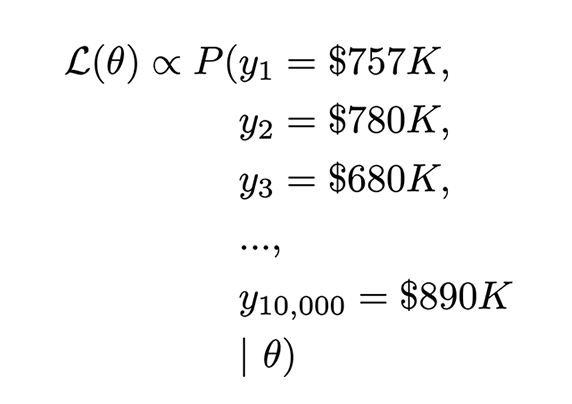 ℒ(θ) ∝ P(y₁ = $757K,
y₂ = $780K,
y₃ = $680K,
...,
y₁₀,₀₀₀ = $890K
| θ)